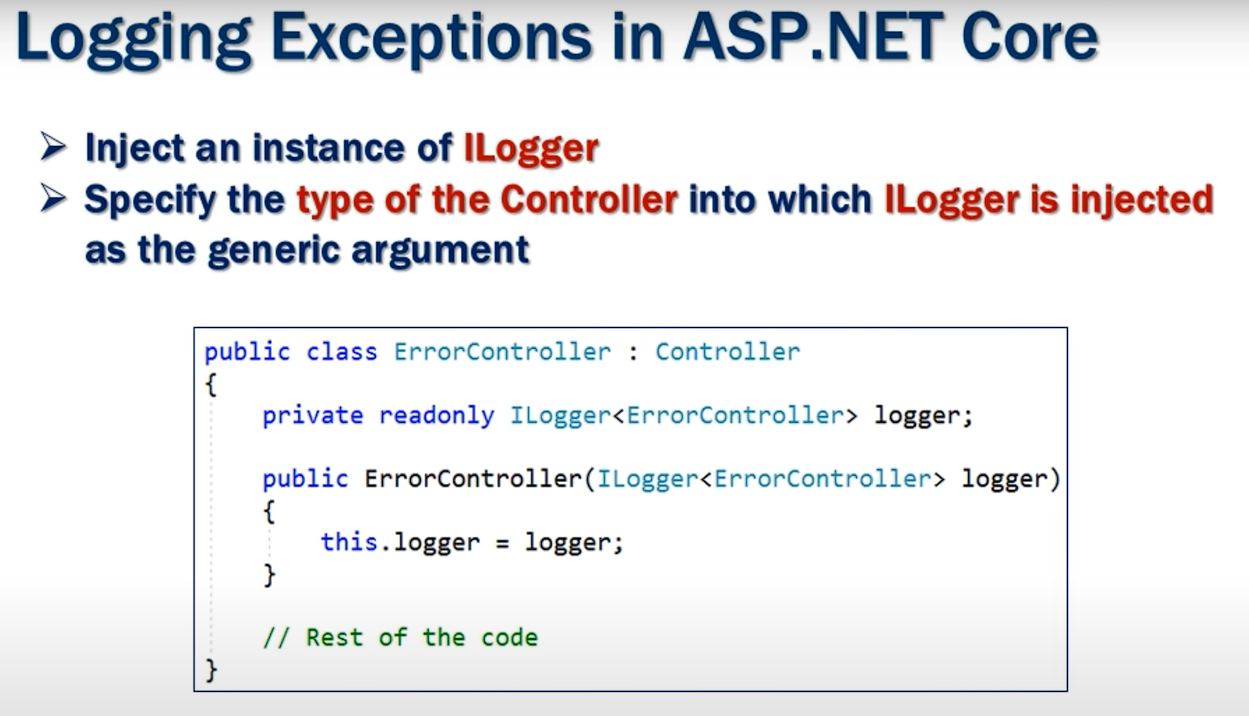 Logging Exceptions in ASP.NET Core
➢ Inject an instance of ILogger
➢ Specify the type of the Controller into which ILogger is injected
as the generic argument
public class ErrorController : Controller
{
    private readonly ILogger<ErrorController> logger;
    public ErrorController(ILogger<ErrorController> logger)
    {
        this.logger = logger;
    }
    // Rest of the code
}